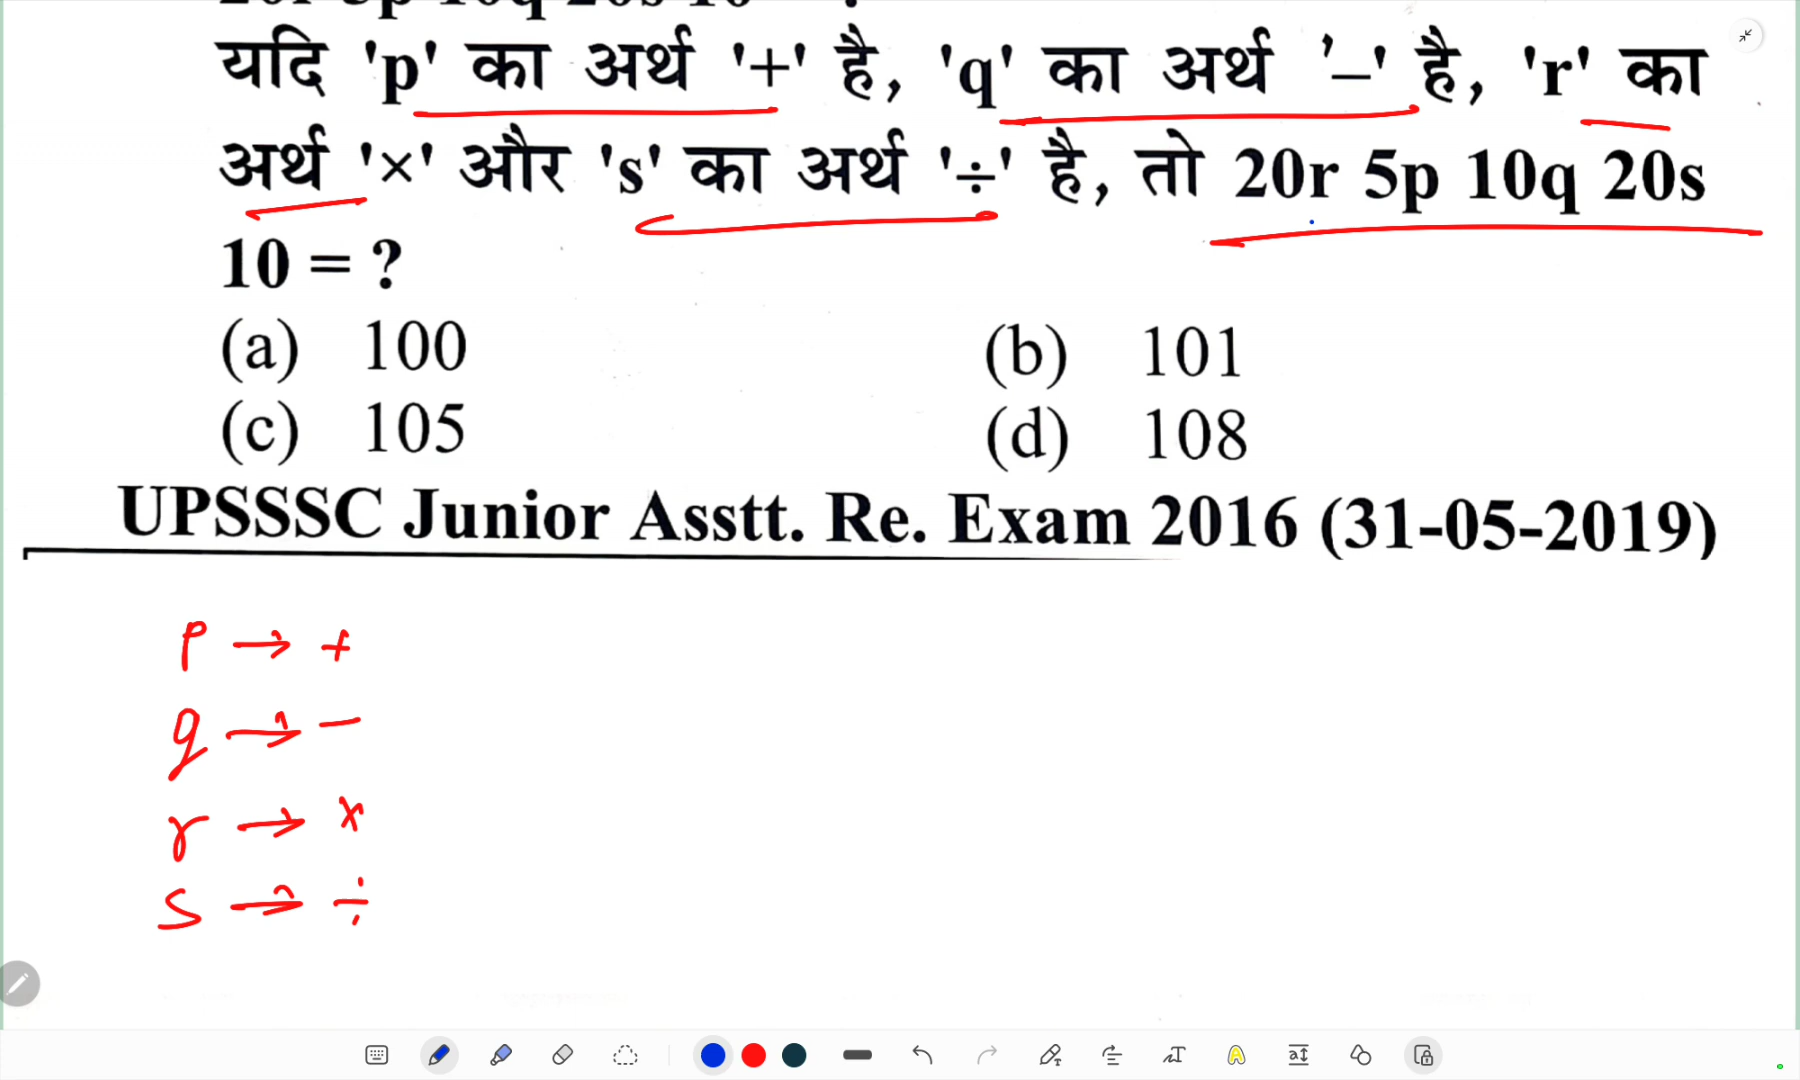 यदि 'p' का अर्थ '+' है, 'q' का अर्थ '–' है, 'r' का
अर्थ '×' और 's' का अर्थ '÷' है, तो 20r 5p 10q 20s
10 = ?
(a) 100 (b) 101
(c) 105 (d) 108
UPSSSC Junior Asstt. Re. Exam 2016 (31-05-2019)
p → +
q → −
r → ×
s → ÷